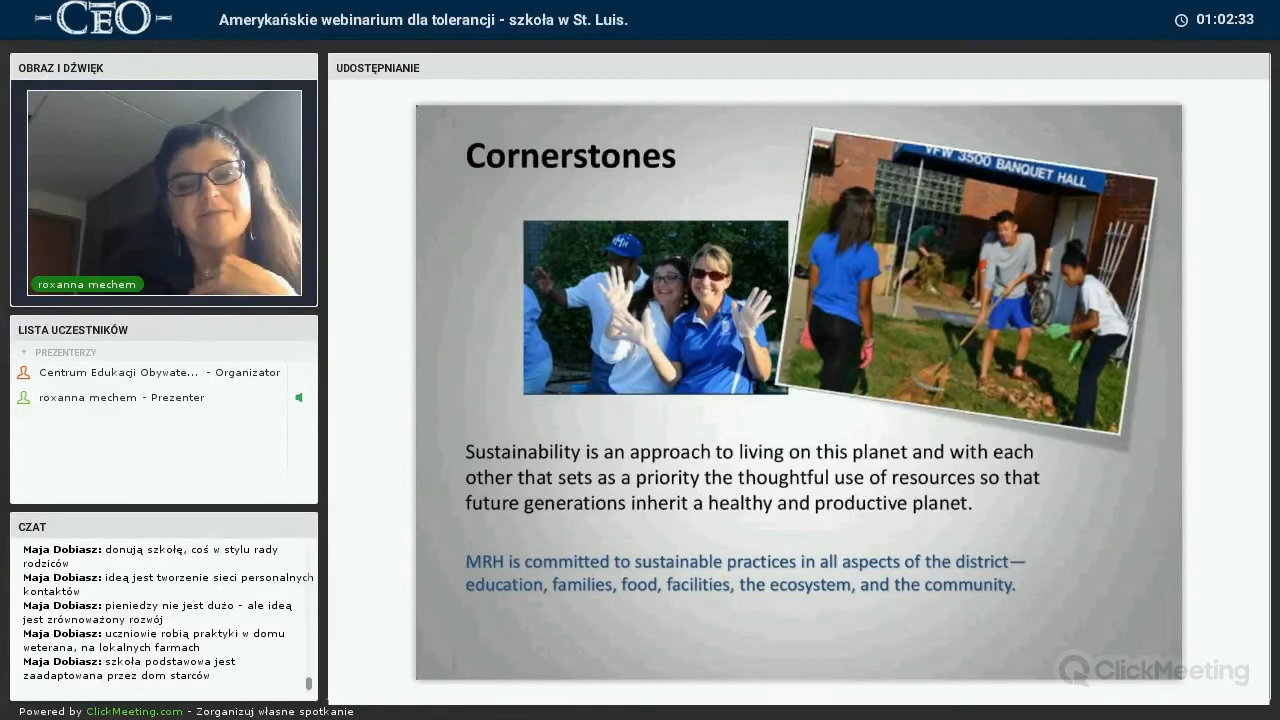 CEO
Amerykańskie webinarium dla tolerancji - szkoła w St. Luis.
01:02:33
OBRAZ I DŹWIĘK
roxanna mechem
LISTA UCZESTNIKÓW
PREZENTERZY
Centrum Edukacji Obywate... - Organizator
roxanna mechem - Prezenter
CZAT
Maja Dobiasz: donują szkołę, coś w stylu rady
rodziców
Maja Dobiasz: ideą jest tworzenie sieci personalnych
kontaktów
Maja Dobiasz: pieniedzy nie jest dużo - ale ideą
jest zrównoważony rozwój
Maja Dobiasz: uczniowie robią praktyki w domu
weterana, na lokalnych farmach
Maja Dobiasz: szkoła podstawowa jest
zaadaptowana przez dom starców
UDOSTĘPNIANIE
Cornerstones
MH
VFW 3500 BANQUET HALL
Sustainability is an approach to living on this planet and with each
other that sets as a priority the thoughtful use of resources so that
future generations inherit a healthy and productive planet.
MRH is committed to sustainable practices in all aspects of the district—
education, families, food, facilities, the ecosystem, and the community.
ClickMeeting
Powered by ClickMeeting.com - Zorganizuj własne spotkanie